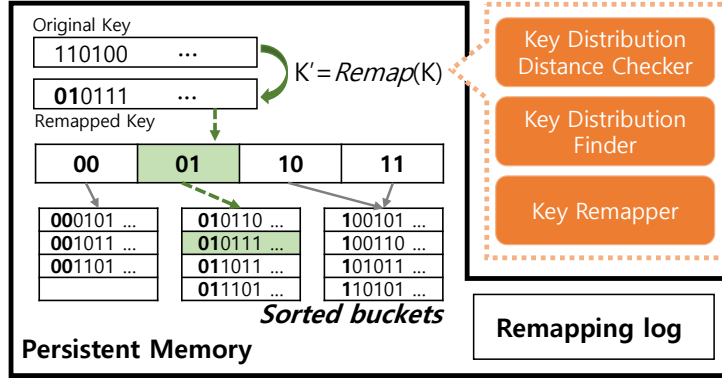 Original Key
110100 ...
K′=Remap(K)
010111 ...
Remapped Key
00 01 10 11
000101 ...
001011 ...
001101 ...
010110 ...
010111 ...
011011 ...
011101 ...
100101 ...
100110 ...
101011 ...
110101 ...
Sorted buckets
Persistent Memory
Key Distribution
Distance Checker
Key Distribution
Finder
Key Remapper
Remapping log